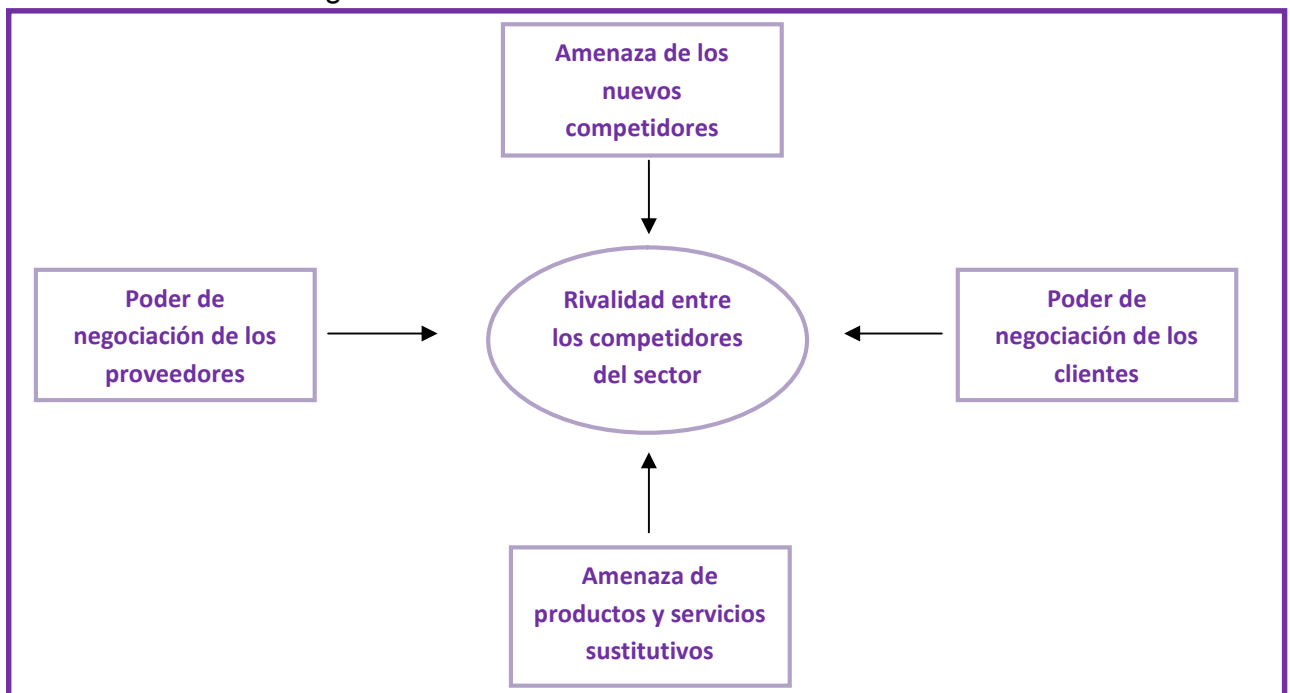 Amenaza de los
nuevos
competidores
Poder de
negociación de los
proveedores
Rivalidad entre
los competidores
del sector
Poder de
negociación de los
clientes
Amenaza de
productos y servicios
sustitutivos